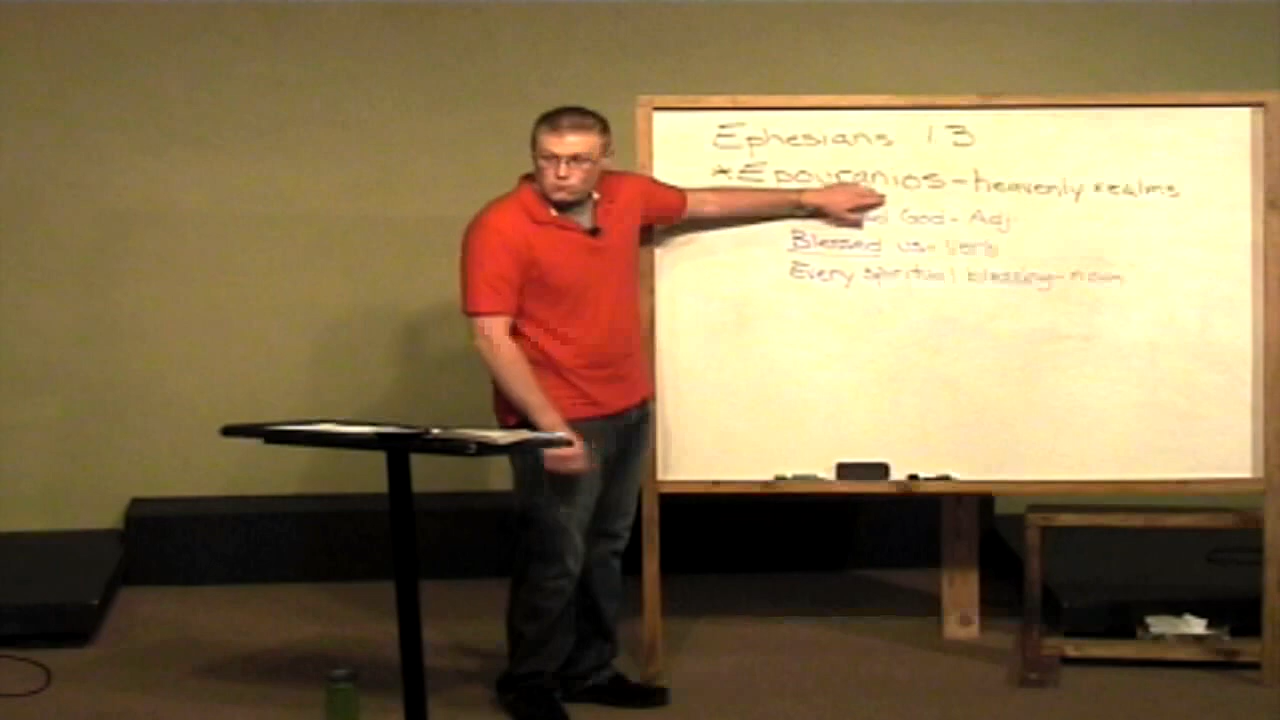 Ephesians 1 3
*Epouranios - heavenly realms
God - Adj.
Blessed us - Verb
Every spiritual blessing - noun